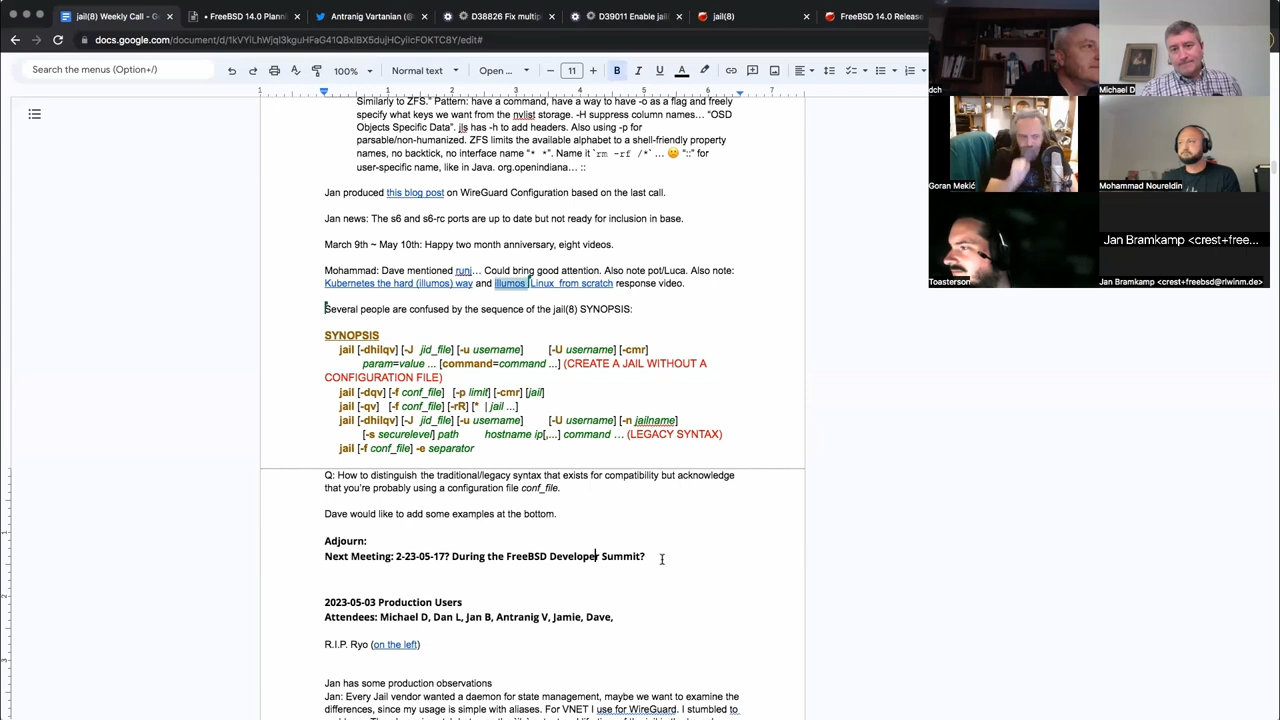 jail(8) Weekly Call - G
FreeBSD 14.0 Planni
Antranig Vartanian (
D38826 Fix multip
D39011 Enable jail
jail(8)
FreeBSD 14.0 Releas
docs.google.com/document/d/
/edit#
Search the menus (Option+/)
100%
Normal text
Open ...
11
B I U A
1 1 2 3 4 5 6 7
Similarly to ZFS." Pattern: have a command, have a way to have -o as a flag and freely
specify what keys we want from the nvlist storage. -H suppress column names… "OSD
Objects Specific Data". jls has -h to add headers. Also using -p for
parsable/non-humanized. ZFS limits the available alphabet to a shell-friendly property
names, no backtick, no interface name "* *". Name it `rm -rf /*` … 🙁 "::" for
user-specific name, like in Java. org.openindiana… ::
Jan produced this blog post on WireGuard Configuration based on the last call.
Jan news: The s6 and s6-rc ports are up to date but not ready for inclusion in base.
March 9th ~ May 10th: Happy two month anniversary, eight videos.
Mohammad: Dave mentioned runj… Could bring good attention. Also note pot/Luca. Also note:
Kubernetes the hard (illumos) way and illumos Linux from scratch response video.
Several people are confused by the sequence of the jail(8) SYNOPSIS:
SYNOPSIS
jail [-dhilqv] [-J jid_file] [-u username] [-U username] [-cmr]
param=value ... [command=command ...] (CREATE A JAIL WITHOUT A
CONFIGURATION FILE)
jail [-dqv] [-f conf_file] [-p limit] [-cmr] [jail]
jail [-qv] [-f conf_file] [-rR] [* | jail ...]
jail [-dhilqv] [-J jid_file] [-u username] [-U username] [-n jailname]
[-s securelevel] path hostname ip[,...] command … (LEGACY SYNTAX)
jail [-f conf_file] -e separator
Q: How to distinguish the traditional/legacy syntax that exists for compatibility but acknowledge
that you're probably using a configuration file conf_file.
Dave would like to add some examples at the bottom.
Adjourn:
Next Meeting: 2-23-05-17? During the FreeBSD Developer Summit?
2023-05-03 Production Users
Attendees: Michael D, Dan L, Jan B, Antranig V, Jamie, Dave,
R.I.P. Ryo (on the left)
Jan has some production observations
Jan: Every Jail vendor wanted a daemon for state management, maybe we want to examine the
differences, since my usage is simple with aliases. For VNET I use for WireGuard. I stumbled to
dch
Michael D
Goran Mekić
Mohammad Noureldin
Toasterson
Jan Bramkamp <crest+free...
Jan Bramkamp <crest+freebsd@rlwinm.de>